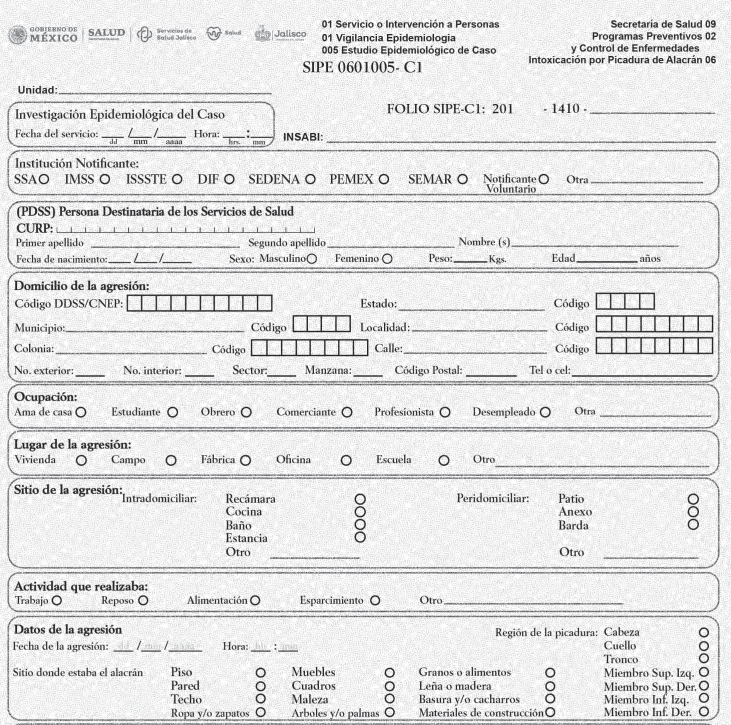 GOBIERNO DE MÉXICO | SALUD Servicios de Salud Jalisco Salud Jalisco
01 Servicio o Intervención a Personas
01 Vigilancia Epidemiologia
005 Estudio Epidemiológico de Caso
SIPE 0601005- C1
Secretaria de Salud 09
Programas Preventivos 02
y Control de Enfermedades
Intoxicación por Picadura de Alacrán 06
Unidad:
Investigación Epidemiológica del Caso
FOLIO SIPE-C1: 201 - 1410 -
Fecha del servicio: / / Hora: :
dd mm aaaa hrs. mm
INSABI:
Institución Notificante:
SSA IMSS ISSSTE DIF SEDENA PEMEX SEMAR Notificante Voluntario Otra
(PDSS) Persona Destinataria de los Servicios de Salud
CURP:
Primer apellido Segundo apellido Nombre (s)
Fecha de nacimiento: / / Sexo: Masculino Femenino Peso: Kgs. Edad años
Domicilio de la agresión:
Código DDSS/CNEP: Estado: Código
Municipio: Código Localidad: Código
Colonia: Código Calle: Código
No. exterior: No. interior: Sector: Manzana: Código Postal: Tel o cel:
Ocupación:
Ama de casa Estudiante Obrero Comerciante Profesionista Desempleado Otra
Lugar de la agresión:
Vivienda Campo Fábrica Oficina Escuela Otro
Sitio de la agresión:
Intradomiciliar: Recámara Peridomiciliar: Patio
Cocina Anexo
Baño Barda
Estancia
Otro Otro
Actividad que realizaba:
Trabajo Reposo Alimentación Esparcimiento Otro
Datos de la agresión
Región de la picadura: Cabeza
Fecha de la agresión: dd / mm / aaaa Hora: hrs : mm Cuello
Tronco
Sitio donde estaba el alacrán Piso Muebles Granos o alimentos Miembro Sup. Izq.
Pared Cuadros Leña o madera Miembro Sup. Der.
Techo Maleza Basura y/o cacharros Miembro Inf. Izq.
Ropa y/o zapatos Arboles y/o palmas Materiales de construcción Miembro Inf. Der.